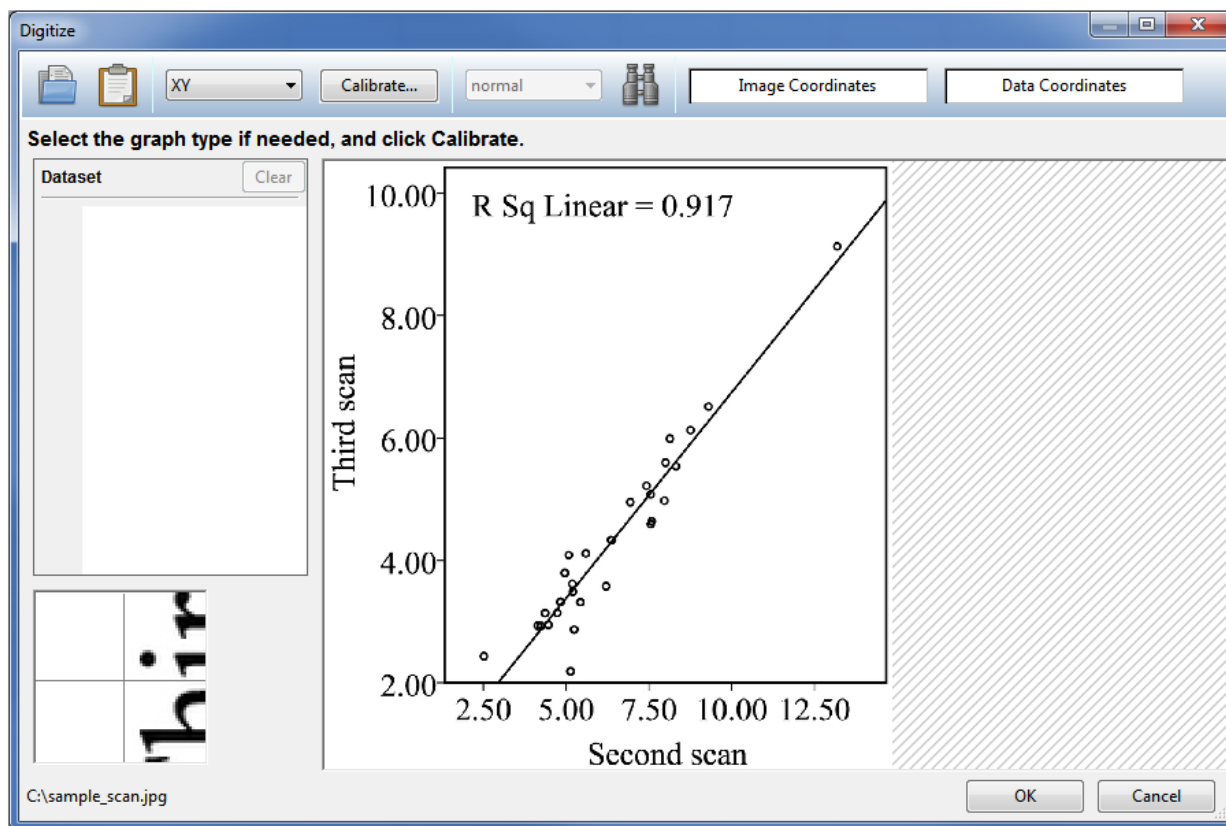 Digitize
XY Calibrate... normal Image Coordinates Data Coordinates
Select the graph type if needed, and click Calibrate.
Dataset Clear
10.00
R Sq Linear = 0.917
8.00
Third scan
6.00
4.00
2.00
2.50 5.00 7.50 10.00 12.50
Second scan
hir
C:\sample_scan.jpg OK Cancel